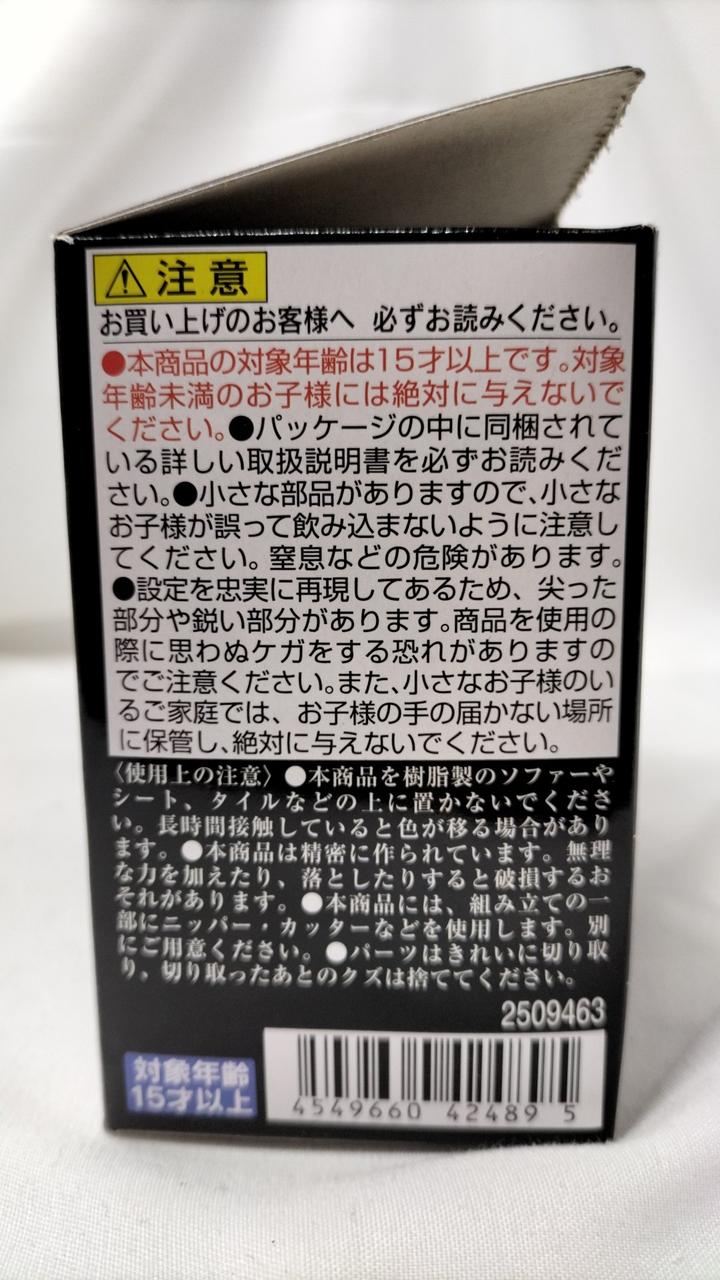 ⚠注意
お買い上げのお客様へ 必ずお読みください。
●本商品の対象年齢は15才以上です。対象
年齢未満のお子様には絶対に与えないで
ください。●パッケージの中に同梱されて
いる詳しい取扱説明書を必ずお読みくだ
さい。●小さな部品がありますので、小さな
お子様が誤って飲み込まないように注意し
てください。窒息などの危険があります。
●設定を忠実に再現してあるため、尖った
部分や鋭い部分があります。商品を使用の
際に思わぬケガをする恐れがありますの
でご注意ください。また、小さなお子様のい
るご家庭では、お子様の手の届かない場所
に保管し、絶対に与えないでください。
〈使用上の注意〉●本商品を樹脂製のソファーや
シート、タイルなどの上に置かないでくださ
い。長時間接触していると色が移る場合があり
ます。●本商品は精密に作られています。無理
な力を加えたり、落としたりすると破損するお
それがあります。●本商品には、組み立ての一
部にニッパー・カッターなどを使用します。別
にご用意ください。●パーツはきれいに切り取
り、切り取ったあとのクズは捨ててください。
2509463
対象年齢
15才以上
4549660 42489 5